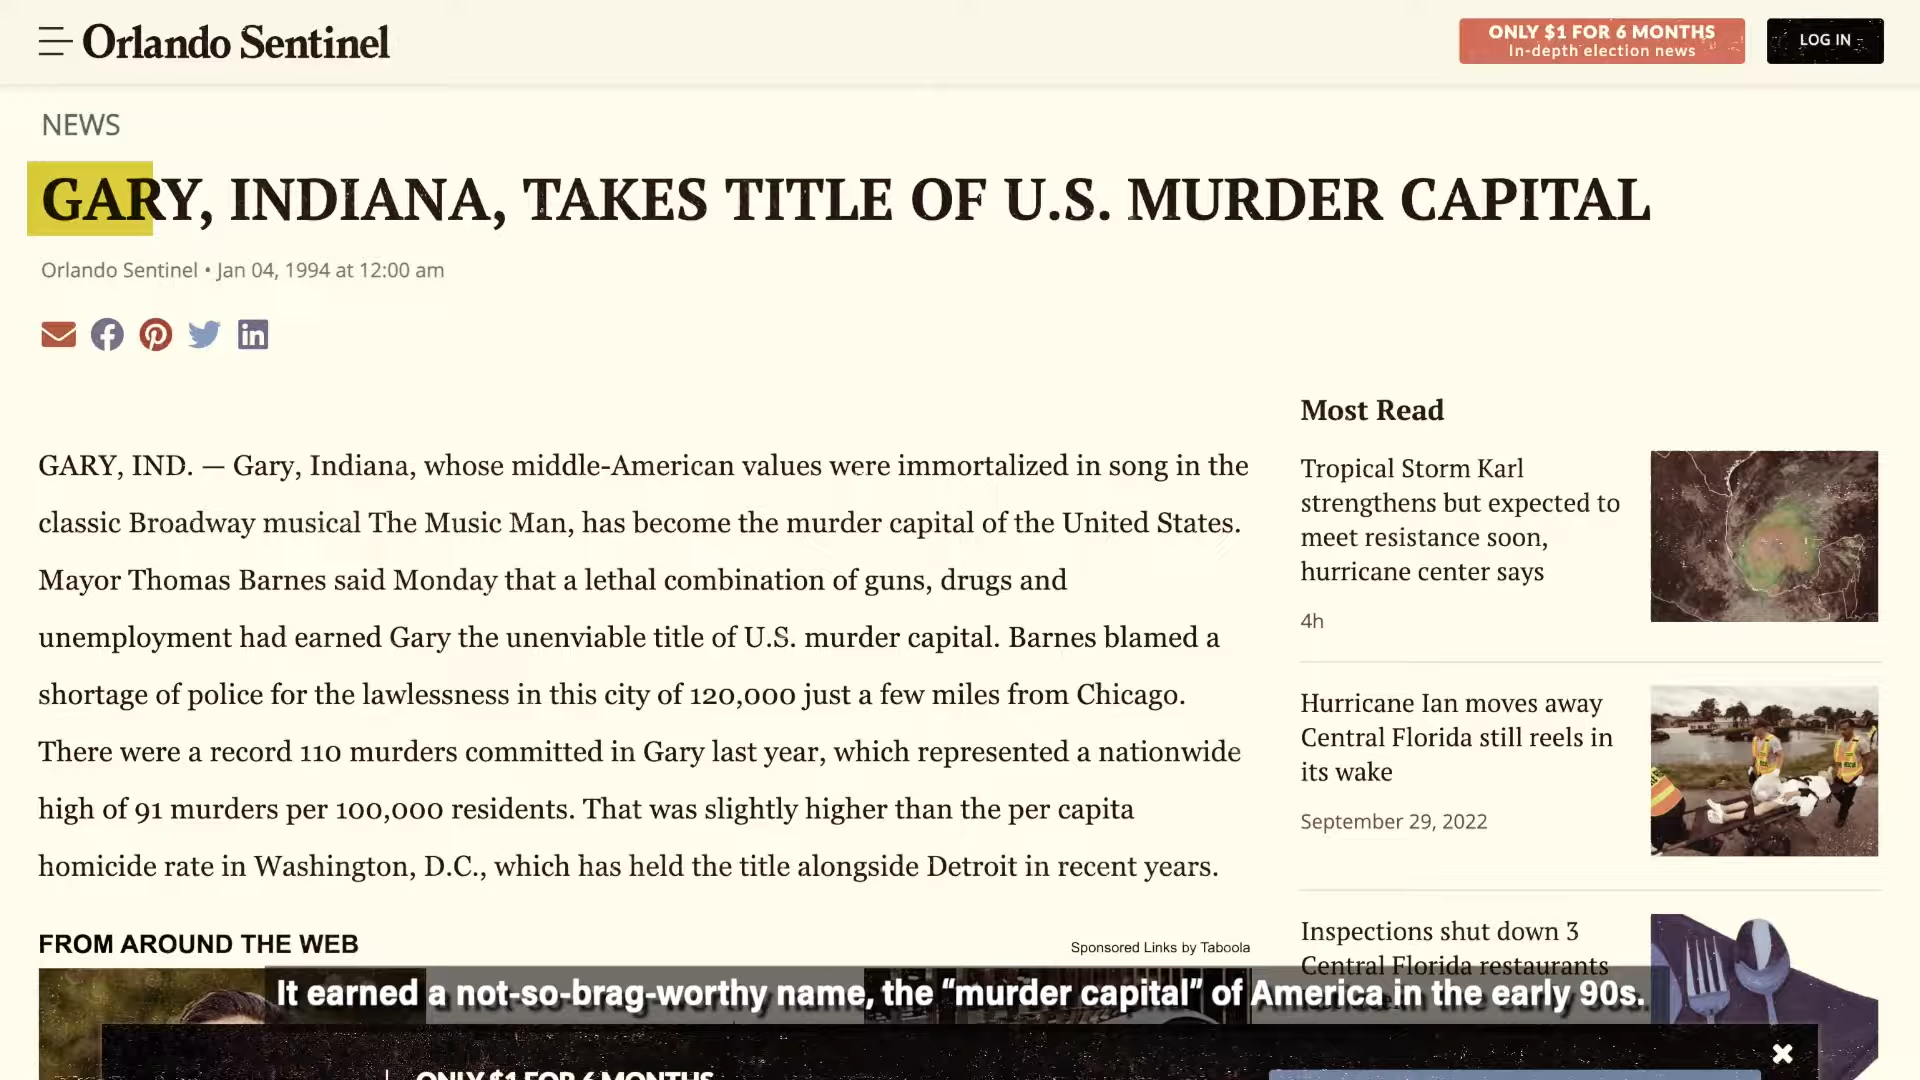 Orlando Sentinel
ONLY $1 FOR 6 MONTHS
In-depth election news
LOG IN
NEWS
GARY, INDIANA, TAKES TITLE OF U.S. MURDER CAPITAL
Orlando Sentinel • Jan 04, 1994 at 12:00 am
GARY, IND. — Gary, Indiana, whose middle-American values were immortalized in song in the
classic Broadway musical The Music Man, has become the murder capital of the United States.
Mayor Thomas Barnes said Monday that a lethal combination of guns, drugs and
unemployment had earned Gary the unenviable title of U.S. murder capital. Barnes blamed a
shortage of police for the lawlessness in this city of 120,000 just a few miles from Chicago.
There were a record 110 murders committed in Gary last year, which represented a nationwide
high of 91 murders per 100,000 residents. That was slightly higher than the per capita
homicide rate in Washington, D.C., which has held the title alongside Detroit in recent years.
FROM AROUND THE WEB
Sponsored Links by Taboola
Most Read
Tropical Storm Karl
strengthens but expected to
meet resistance soon,
hurricane center says
4h
Hurricane Ian moves away
Central Florida still reels in
its wake
September 29, 2022
Inspections shut down 3
Central Florida restaurants
It earned a not-so-brag-worthy name, the “murder capital” of America in the early 90s.
ONLY $1 FOR 6 MONTHS